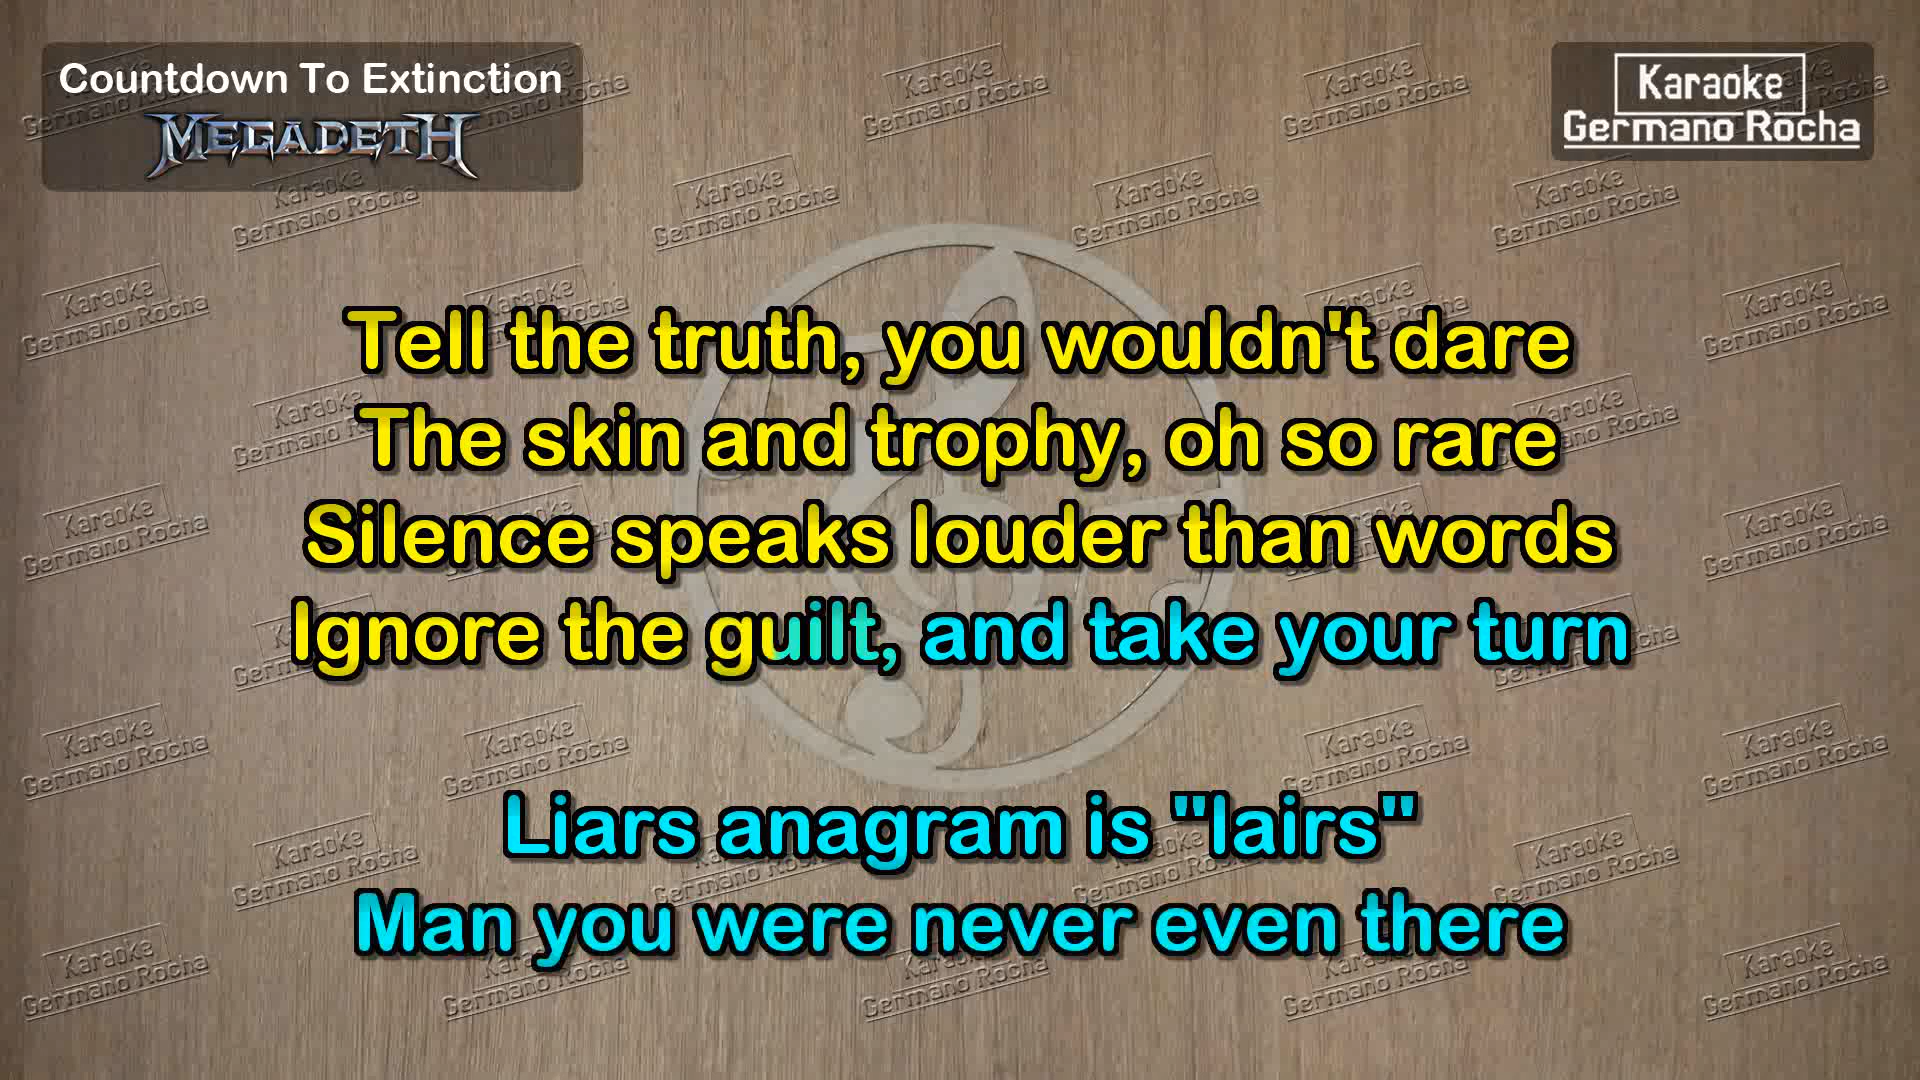 Countdown To Extinction
MEGADETH
Karaoke
Germano Rocha
Tell the truth, you wouldn't dare
The skin and trophy, oh so rare
Silence speaks louder than words
Ignore the guilt, and take your turn
Liars anagram is "lairs"
Man you were never even there